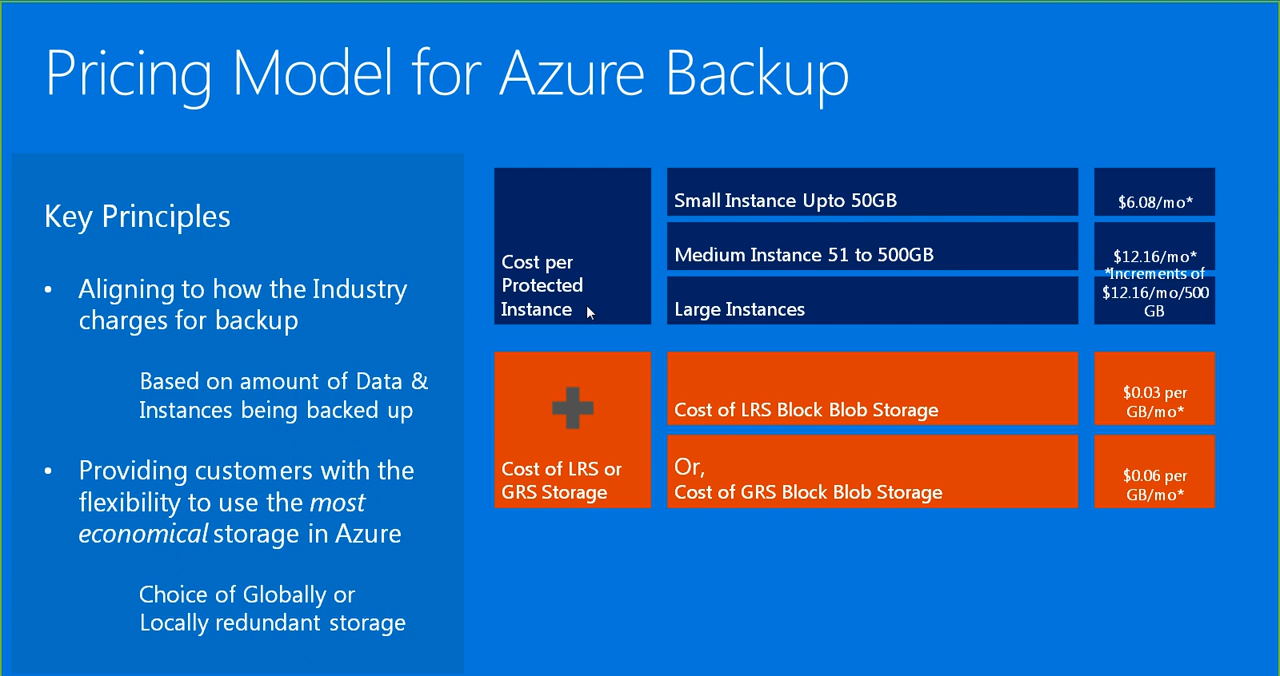 Pricing Model for Azure Backup
Key Principles
• Aligning to how the Industry
charges for backup
Based on amount of Data &
Instances being backed up
• Providing customers with the
flexibility to use the most
economical storage in Azure
Choice of Globally or
Locally redundant storage
Cost per
Protected
Instance
Small Instance Upto 50GB
$6.08/mo*
Medium Instance 51 to 500GB
$12.16/mo*
Large Instances
*Increments of
$12.16/mo/500
GB
Cost of LRS or
GRS Storage
Cost of LRS Block Blob Storage
$0.03 per
GB/mo*
Or,
Cost of GRS Block Blob Storage
$0.06 per
GB/mo*